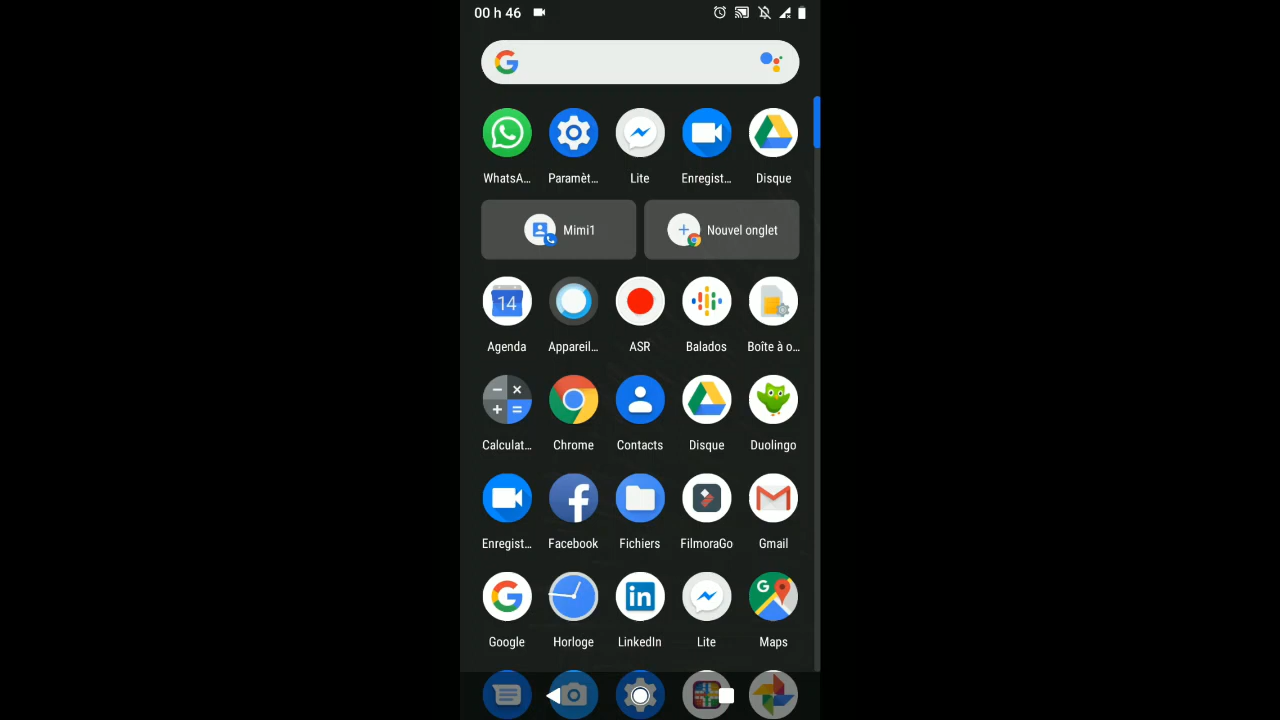 00 h 46
WhatsA... Paramèt... Lite Enregist... Disque
Mimi1 Nouvel onglet
14
Agenda Appareil... ASR Balados Boîte à o...
Calculat... Chrome Contacts Disque Duolingo
Enregist... Facebook Fichiers FilmoraGo Gmail
Google Horloge LinkedIn Lite Maps